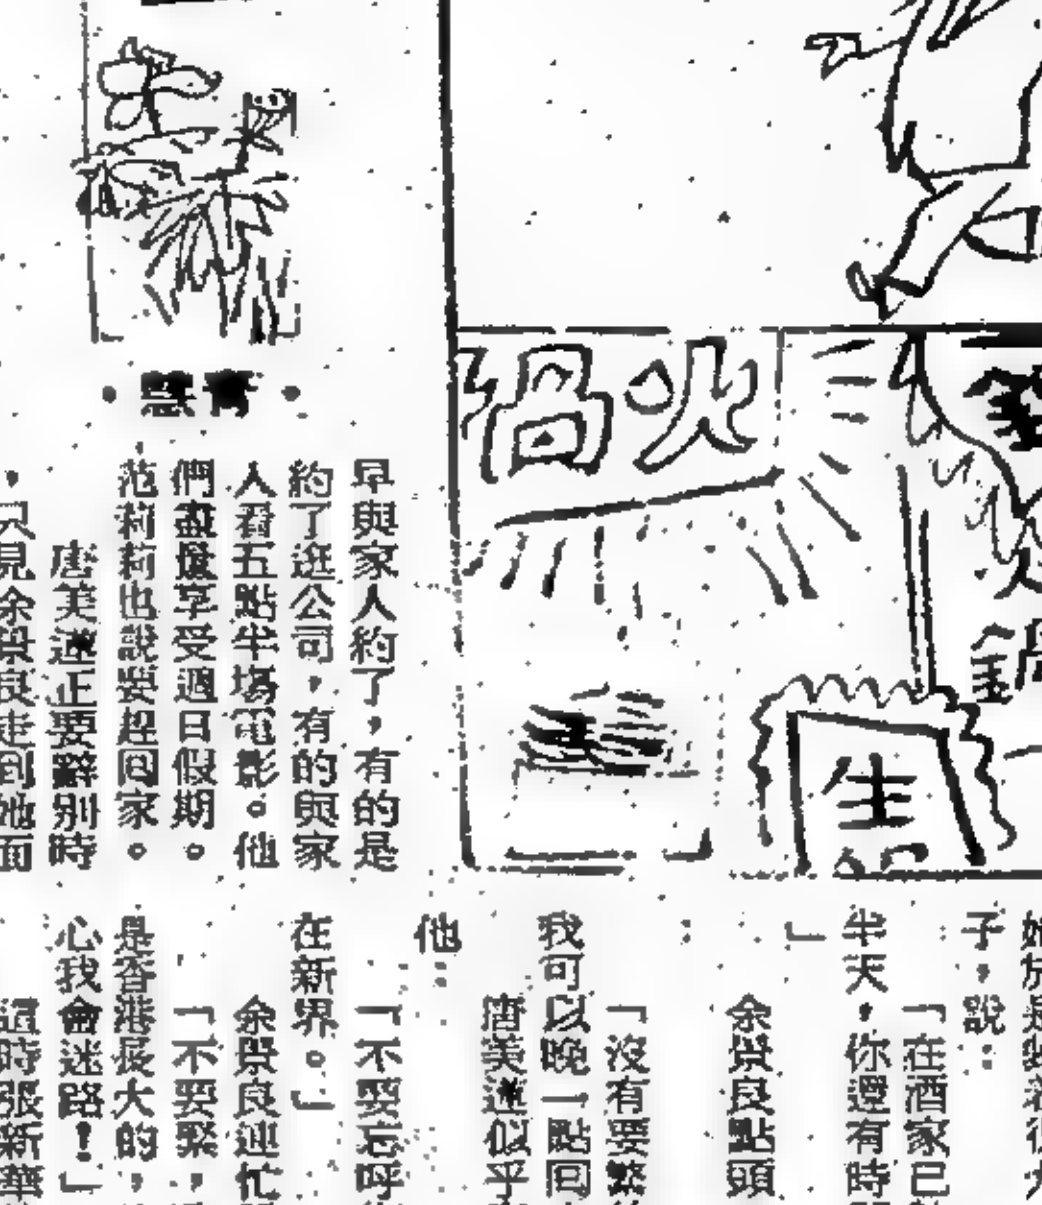 火鍋
生
育慧
早與家人約了，有的是
約了逛公司，有的與家
人看五點半場電影。他
們盡量享受週日假期。
范莉莉也說要趕回家。
唐美蓮正要辭別時
，只見余榮良走到她面
子，說：
「在酒家已
半天，你還有時
」
余榮良點頭
：
「沒有要緊
我可以晚一點回
唐美蓮似乎
他：
「不要忘呼
在新界。」
余榮良連忙
「不要緊，
是香港長大的，
心我會迷路！」
這時張新華